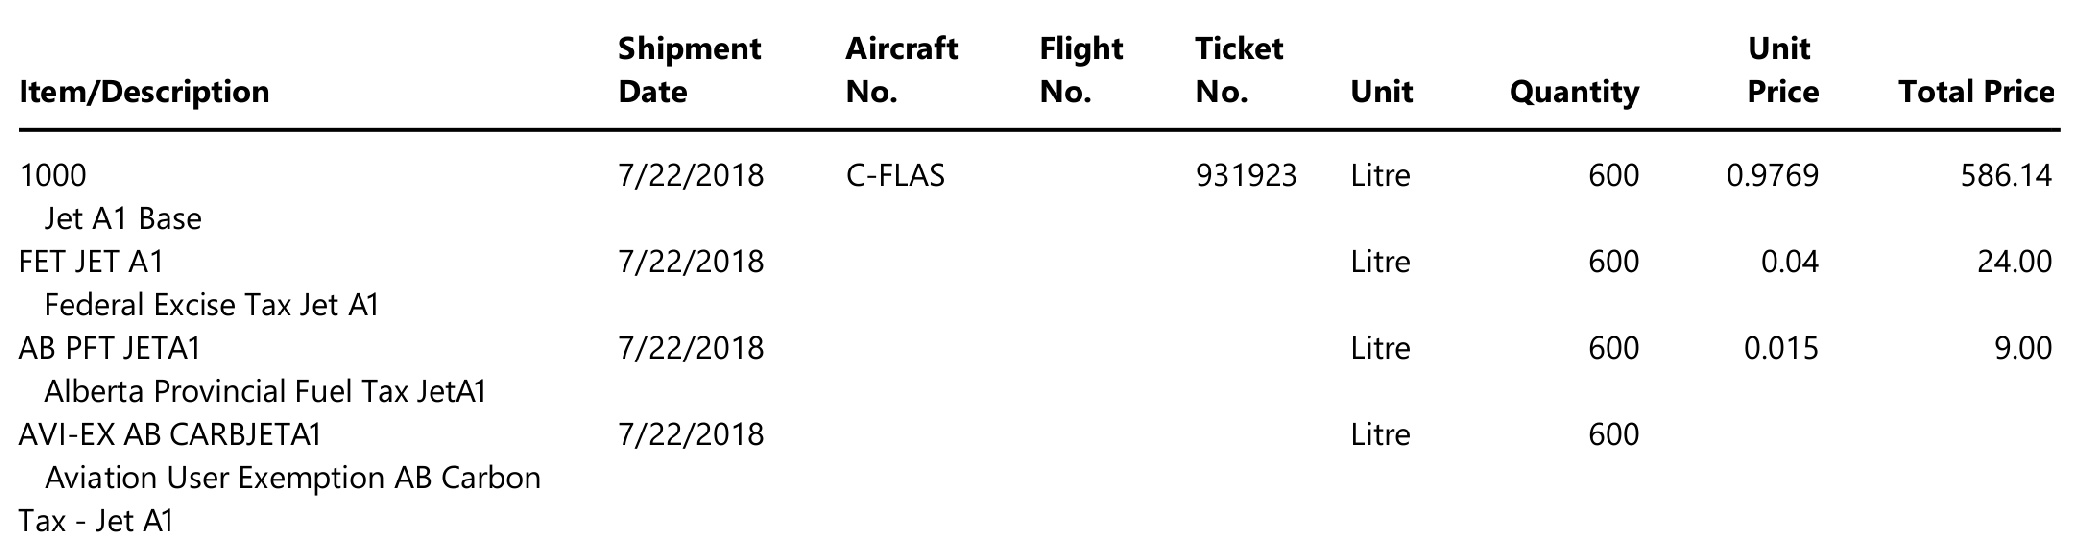 Item/Description Shipment Date Aircraft No. Flight No. Ticket No. Unit Quantity Unit Price Total Price
1000 7/22/2018 C-FLAS 931923 Litre 600 0.9769 586.14
Jet A1 Base
FET JET A1 7/22/2018 Litre 600 0.04 24.00
Federal Excise Tax Jet A1
AB PFT JETA1 7/22/2018 Litre 600 0.015 9.00
Alberta Provincial Fuel Tax JetA1
AVI-EX AB CARBJETA1 7/22/2018 Litre 600
Aviation User Exemption AB Carbon
Tax - Jet A1